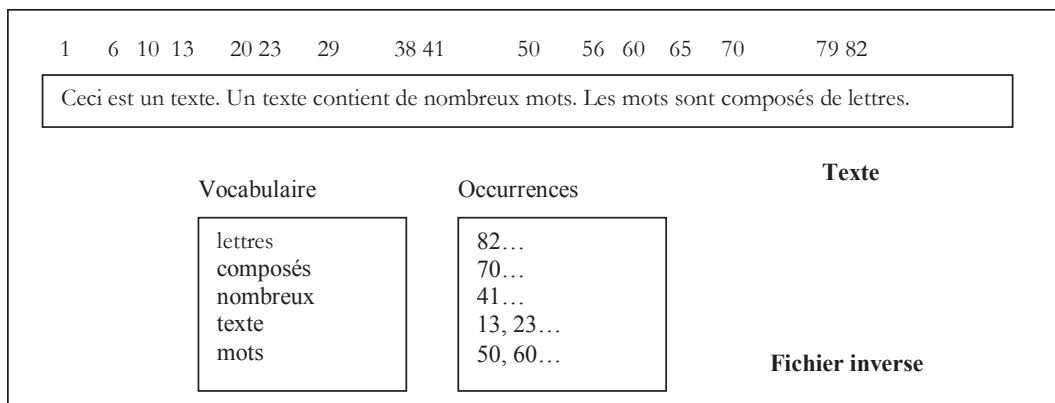 1 6 10 13 20 23 29 38 41 50 56 60 65 70 79 82
Ceci est un texte. Un texte contient de nombreux mots. Les mots sont composés de lettres.
Texte
Vocabulaire Occurrences
lettres 82…
composés 70…
nombreux 41…
texte 13, 23…
mots 50, 60…
Fichier inverse